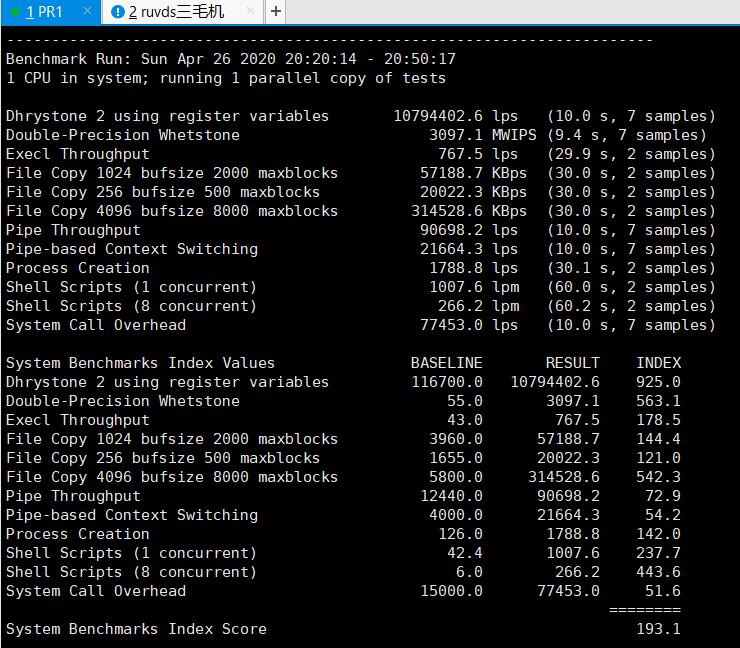 1 PR1 × 2 ruvds三毛机 × +
------------------------------------------------------------------------
Benchmark Run: Sun Apr 26 2020 20:20:14 - 20:50:17
1 CPU in system; running 1 parallel copy of tests
Dhrystone 2 using register variables       10794402.6 lps   (10.0 s, 7 samples)
Double-Precision Whetstone                     3097.1 MWIPS (9.4 s, 7 samples)
Execl Throughput                                767.5 lps   (29.9 s, 2 samples)
File Copy 1024 bufsize 2000 maxblocks         57188.7 KBps  (30.0 s, 2 samples)
File Copy 256 bufsize 500 maxblocks           20022.3 KBps  (30.0 s, 2 samples)
File Copy 4096 bufsize 8000 maxblocks        314528.6 KBps  (30.0 s, 2 samples)
Pipe Throughput                               90698.2 lps   (10.0 s, 7 samples)
Pipe-based Context Switching                  21664.3 lps   (10.0 s, 7 samples)
Process Creation                               1788.8 lps   (30.1 s, 2 samples)
Shell Scripts (1 concurrent)                   1007.6 lpm   (60.0 s, 2 samples)
Shell Scripts (8 concurrent)                    266.2 lpm   (60.2 s, 2 samples)
System Call Overhead                          77453.0 lps   (10.0 s, 7 samples)
System Benchmarks Index Values               BASELINE       RESULT    INDEX
Dhrystone 2 using register variables         116700.0   10794402.6    925.0
Double-Precision Whetstone                       55.0       3097.1    563.1
Execl Throughput                                 43.0        767.5    178.5
File Copy 1024 bufsize 2000 maxblocks          3960.0      57188.7    144.4
File Copy 256 bufsize 500 maxblocks            1655.0      20022.3    121.0
File Copy 4096 bufsize 8000 maxblocks          5800.0     314528.6    542.3
Pipe Throughput                               12440.0      90698.2     72.9
Pipe-based Context Switching                   4000.0      21664.3     54.2
Process Creation                                126.0       1788.8    142.0
Shell Scripts (1 concurrent)                     42.4       1007.6    237.7
Shell Scripts (8 concurrent)                      6.0        266.2    443.6
System Call Overhead                          15000.0      77453.0     51.6
                                                                   ========
System Benchmarks Index Score                                         193.1